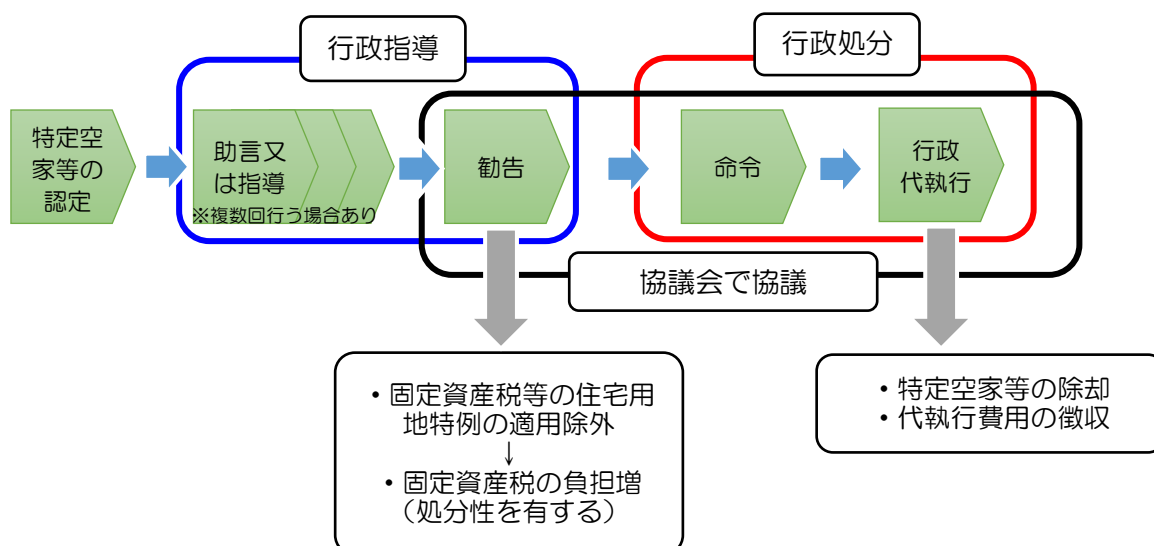 行政指導
行政処分
特定空
家等の
認定
助言又
は指導
※複数回行う場合あり
勧告
命令
行政
代執行
協議会で協議
・固定資産税等の住宅用
地特例の適用除外
↓
・固定資産税の負担増
（処分性を有する）
・特定空家等の除却
・代執行費用の徴収